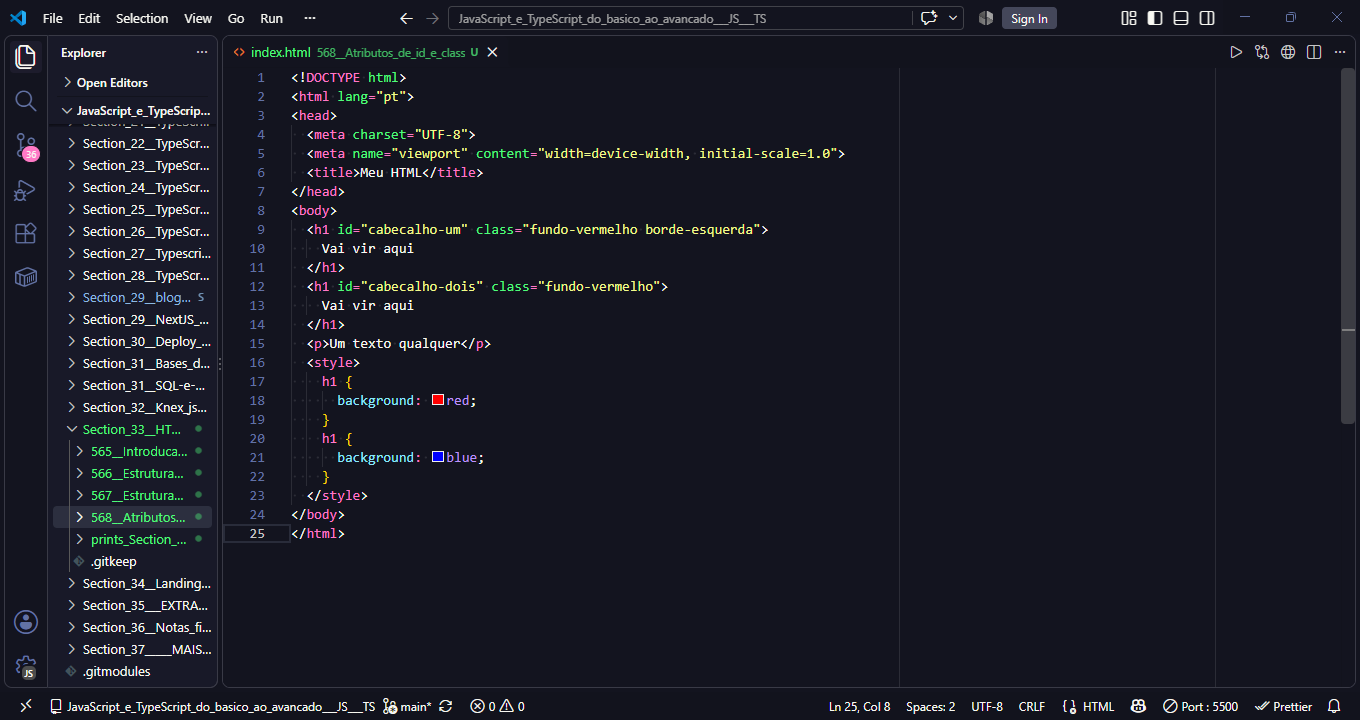 File Edit Selection View Go Run ···
JavaScript_e_TypeScript_do_basico_ao_avancado___JS___TS
Sign In
Explorer ···
Open Editors
JavaScript_e_TypeScrip...
Section_22__TypeScr...
Section_23__TypeScr...
Section_24__TypeScr...
Section_25__TypeScr...
Section_26__TypeScr...
Section_27__Typescri...
Section_28__TypeScr...
Section_29__blog... S
Section_29__NextJS_...
Section_30__Deploy_...
Section_31__Bases_d...
Section_31__SQL-e-...
Section_32__Knex_js...
Section_33__HT...
565__Introduca...
566__Estrutura...
567__Estrutura...
568__Atributos...
prints_Section_...
.gitkeep
Section_34__Landing...
Section_35___EXTRA...
Section_36__Notas_fi...
Section_37____MAIS...
.gitmodules
36
JS
index.html 568__Atributos_de_id_e_class U
1 <!DOCTYPE html>
2 <html lang="pt">
3 <head>
4 <meta charset="UTF-8">
5 <meta name="viewport" content="width=device-width, initial-scale=1.0">
6 <title>Meu HTML</title>
7 </head>
8 <body>
9 <h1 id="cabecalho-um" class="fundo-vermelho borde-esquerda">
10 Vai vir aqui
11 </h1>
12 <h1 id="cabecalho-dois" class="fundo-vermelho">
13 Vai vir aqui
14 </h1>
15 <p>Um texto qualquer</p>
16 <style>
17 h1 {
18 background: red;
19 }
20 h1 {
21 background: blue;
22 }
23 </style>
24 </body>
25 </html>
JavaScript_e_TypeScript_do_basico_ao_avancado___JS___TS main* 0 0 Ln 25, Col 8 Spaces: 2 UTF-8 CRLF HTML Port : 5500 Prettier